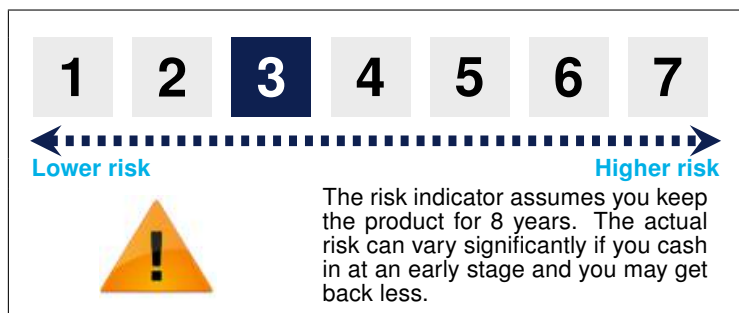 1 2 3 4 5 6 7
Lower risk Higher risk
The risk indicator assumes you keep
the product for 8 years. The actual
risk can vary significantly if you cash
in at an early stage and you may get
back less.
!